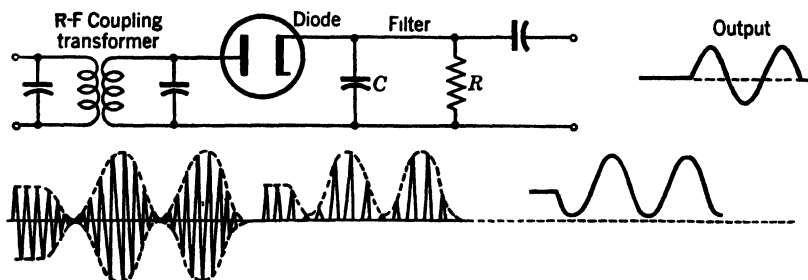 R-F Coupling
transformer
Diode
Filter
Output
C
R